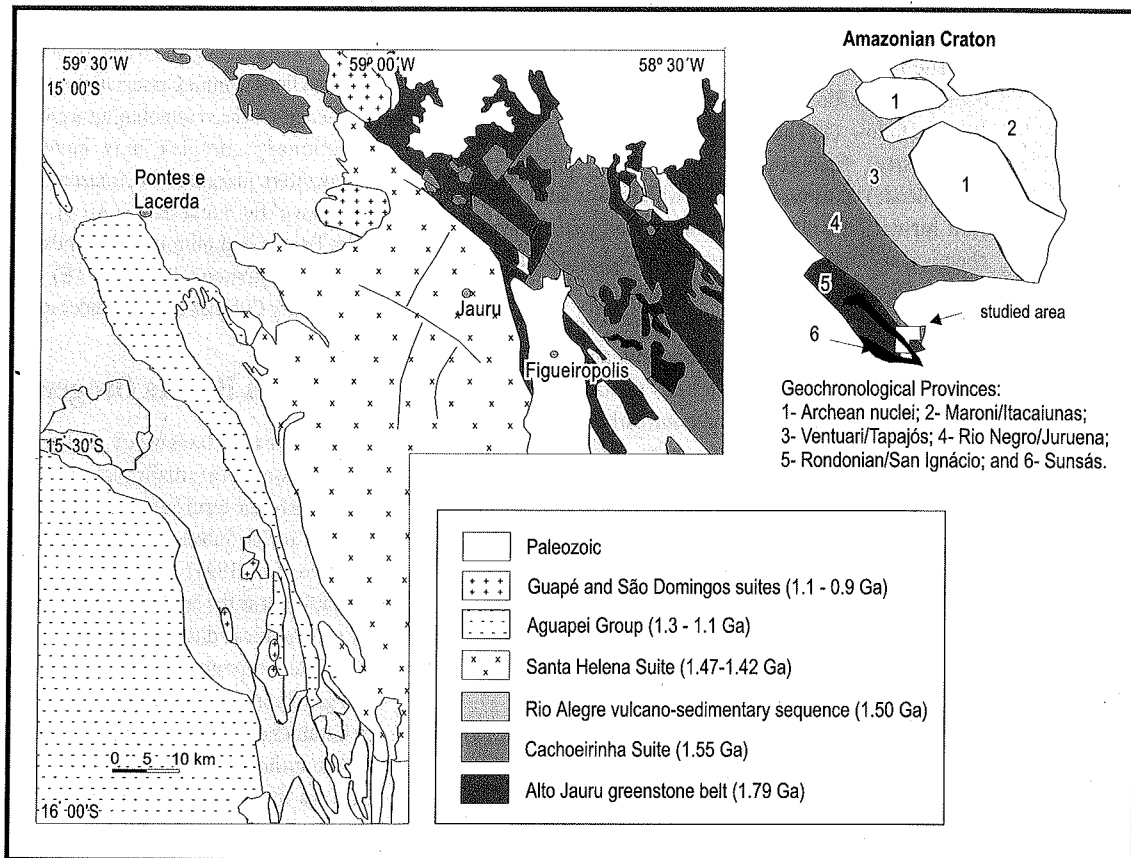 59° 30' W
59° 00' W
58° 30' W
15° 00'S
Pontes e
Lacerda
Jauru
Figueirópolis
15° 30'S
0 5 10 km
16° 00'S
Amazonian Craton
1
2
3
1
4
5
6
studied area
Geochronological Provinces:
1- Archean nuclei; 2- Maroni/Itacaiunas;
3- Ventuari/Tapajós; 4- Rio Negro/Juruena;
5- Rondonian/San Ignácio; and 6- Sunsás.
Paleozoic
Guapé and São Domingos suites (1.1 - 0.9 Ga)
Aguapei Group (1.3 - 1.1 Ga)
Santa Helena Suite (1.47-1.42 Ga)
Rio Alegre vulcano-sedimentary sequence (1.50 Ga)
Cachoeirinha Suite (1.55 Ga)
Alto Jauru greenstone belt (1.79 Ga)